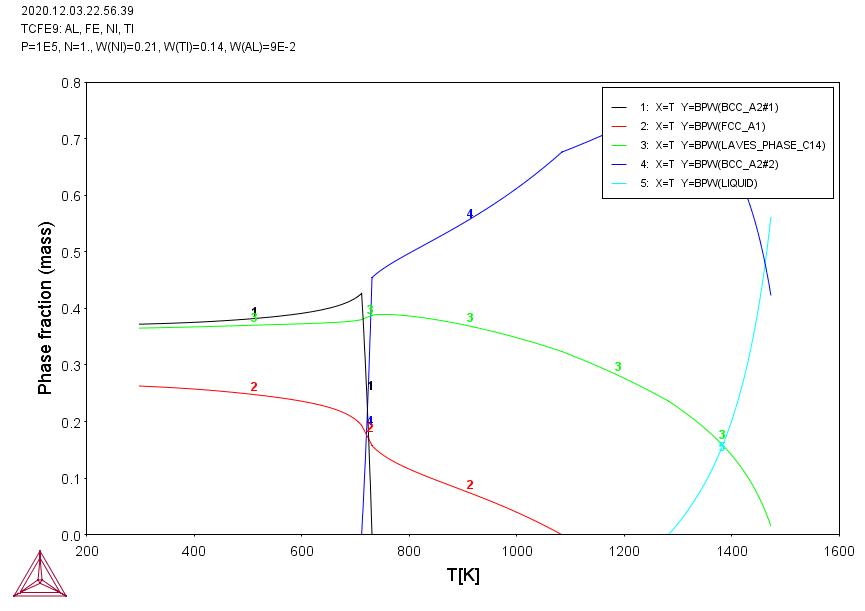 2020.12.03.22.56.39
TCFE9: AL, FE, NI, TI
P=1E5, N=1., W(NI)=0.21, W(TI)=0.14, W(AL)=9E-2
1: X=T Y=BPW(BCC_A2#1)
2: X=T Y=BPW(FCC_A1)
3: X=T Y=BPW(LAVES_PHASE_C14)
4: X=T Y=BPW(BCC_A2#2)
5: X=T Y=BPW(LIQUID)
Phase fraction (mass)
0.8
0.7
0.6
0.5
0.4
0.3
0.2
0.1
0.0
1
3
2
3
1
4
2
4
3
2
3
3
5
200 400 600 800 1000 1200 1400 1600
T[K]